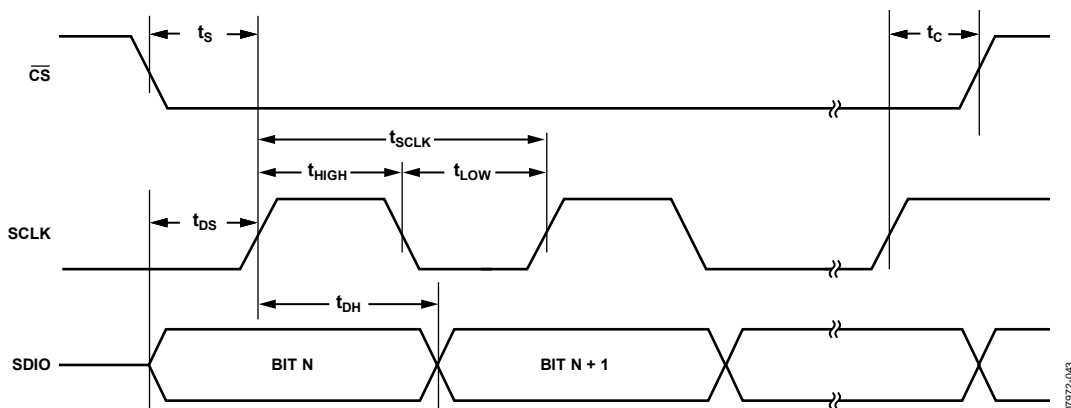 tS
tC
CS
tSCLK
tHIGH
tLOW
tDS
SCLK
tDH
SDIO
BIT N
BIT N + 1
07972-043